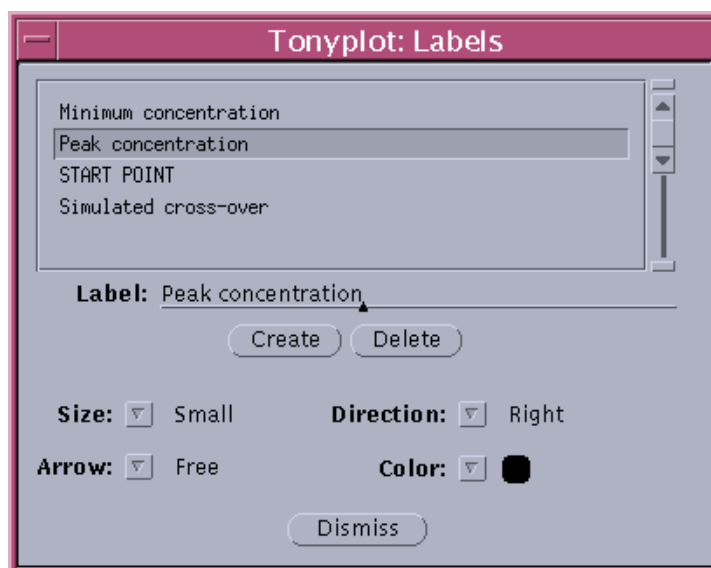 Tonyplot: Labels
Minimum concentration
Peak concentration
START POINT
Simulated cross-over
Label: Peak concentration
Create Delete
Size: Small Direction: Right
Arrow: Free Color:
Dismiss